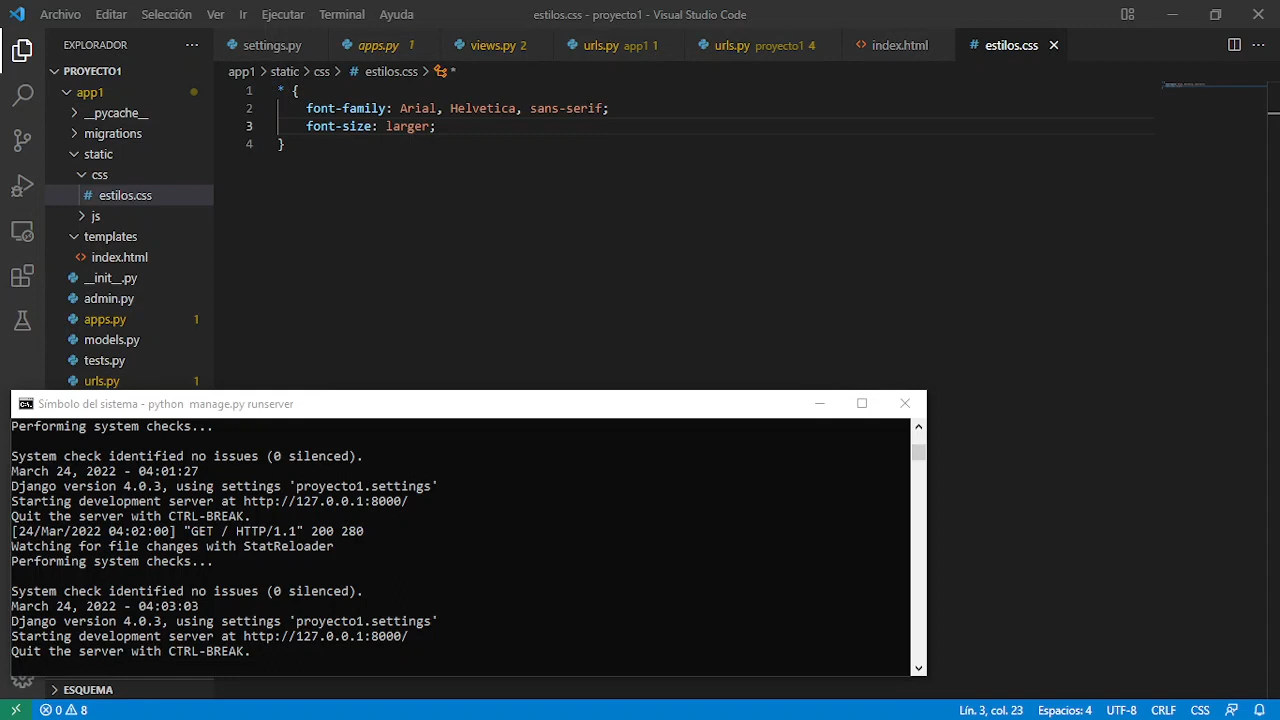 Archivo Editar Selección Ver Ir Ejecutar Terminal Ayuda estilos.css - proyecto1 - Visual Studio Code
EXPLORADOR
settings.py apps.py 1 views.py 2 urls.py app1 1 urls.py proyecto1 4 index.html # estilos.css
PROYECTO1
app1 > static > css > # estilos.css > *
app1
__pycache__
migrations
static
css
# estilos.css
js
templates
index.html
__init__.py
admin.py
apps.py 1
models.py
tests.py
urls.py 1
1 * {
2 font-family: Arial, Helvetica, sans-serif;
3 font-size: larger;
4 }
Símbolo del sistema - python manage.py runserver
Performing system checks...
System check identified no issues (0 silenced).
March 24, 2022 - 04:01:27
Django version 4.0.3, using settings 'proyecto1.settings'
Starting development server at http://127.0.0.1:8000/
Quit the server with CTRL-BREAK.
[24/Mar/2022 04:02:00] "GET / HTTP/1.1" 200 280
Watching for file changes with StatReloader
Performing system checks...
System check identified no issues (0 silenced).
March 24, 2022 - 04:03:03
Django version 4.0.3, using settings 'proyecto1.settings'
Starting development server at http://127.0.0.1:8000/
Quit the server with CTRL-BREAK.
ESQUEMA
0 8 Lín. 3, col. 23 Espacios: 4 UTF-8 CRLF CSS